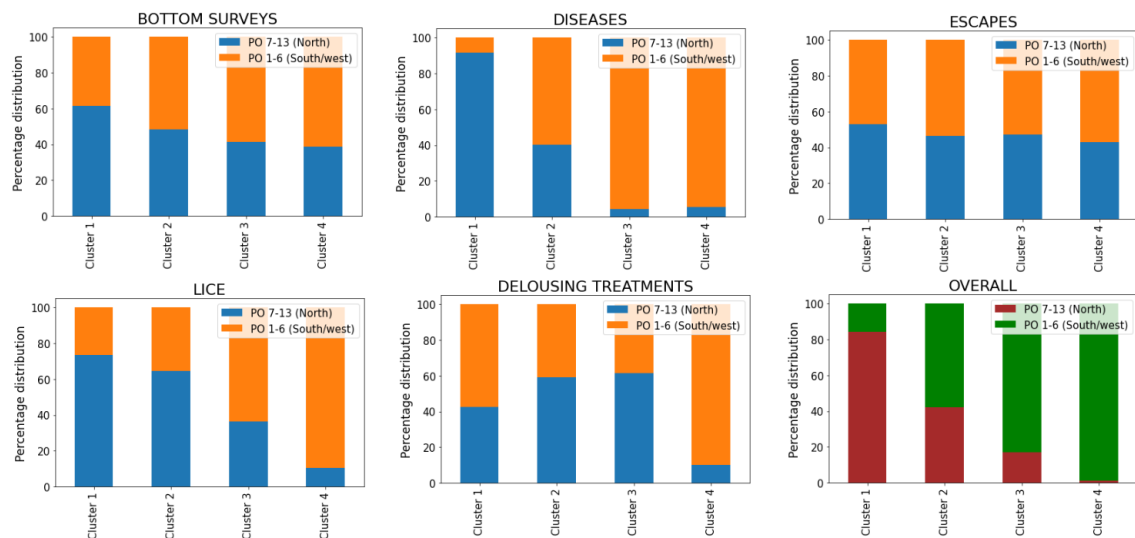 BOTTOM SURVEYS
Percentage distribution
100
80
60
40
20
0
PO 7-13 (North)
PO 1-6 (South/west)
Cluster 1
Cluster 2
Cluster 3
Cluster 4
DISEASES
Percentage distribution
100
80
60
40
20
0
PO 7-13 (North)
PO 1-6 (South/west)
Cluster 1
Cluster 2
Cluster 3
Cluster 4
ESCAPES
Percentage distribution
100
80
60
40
20
0
PO 7-13 (North)
PO 1-6 (South/west)
Cluster 1
Cluster 2
Cluster 3
Cluster 4
LICE
Percentage distribution
100
80
60
40
20
0
PO 7-13 (North)
PO 1-6 (South/west)
Cluster 1
Cluster 2
Cluster 3
Cluster 4
DELOUSING TREATMENTS
Percentage distribution
100
80
60
40
20
0
PO 7-13 (North)
PO 1-6 (South/west)
Cluster 1
Cluster 2
Cluster 3
Cluster 4
OVERALL
Percentage distribution
100
80
60
40
20
0
PO 7-13 (North)
PO 1-6 (South/west)
Cluster 1
Cluster 2
Cluster 3
Cluster 4